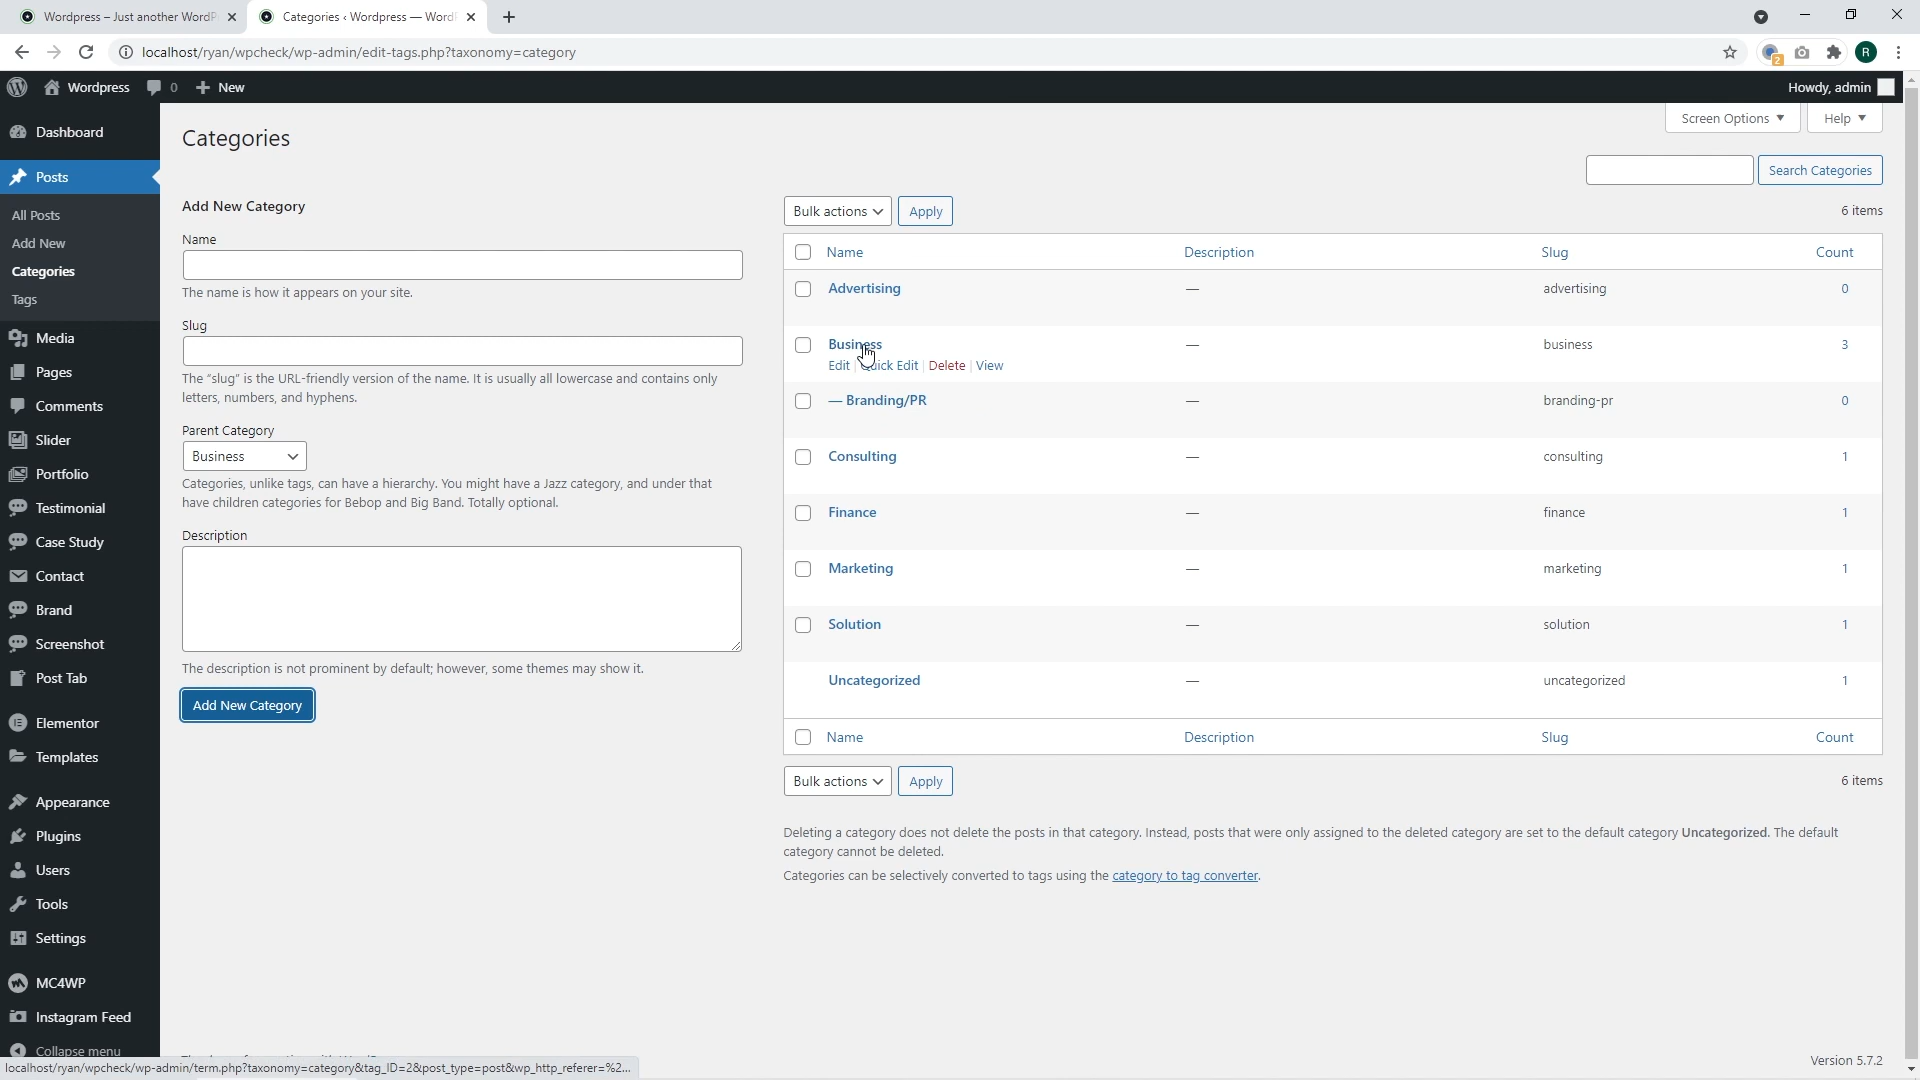 Wordpress – Just another WordP
Categories ‹ Wordpress — Word
localhost/ryan/wpcheck/wp-admin/edit-tags.php?taxonomy=category
2
R
Wordpress
0
New
Howdy, admin
Dashboard
Posts
All Posts
Add New
Categories
Tags
Media
Pages
Comments
Slider
Portfolio
Testimonial
Case Study
Contact
Brand
Screenshot
Post Tab
Elementor
Templates
Appearance
Plugins
Users
Tools
Settings
MC4WP
Instagram Feed
Collapse menu
Categories
Screen Options
Help
Search Categories
Add New Category
Name
The name is how it appears on your site.
Slug
The “slug” is the URL-friendly version of the name. It is usually all lowercase and contains only
letters, numbers, and hyphens.
Parent Category
Business
Categories, unlike tags, can have a hierarchy. You might have a Jazz category, and under that
have children categories for Bebop and Big Band. Totally optional.
Description
The description is not prominent by default; however, some themes may show it.
Add New Category
Bulk actions
Apply
6 items
Name Description Slug Count
Advertising — advertising 0
Business — business 3
Edit | Quick Edit | Delete | View
— Branding/PR — branding-pr 0
Consulting — consulting 1
Finance — finance 1
Marketing — marketing 1
Solution — solution 1
Uncategorized — uncategorized 1
Name Description Slug Count
Bulk actions
Apply
6 items
Deleting a category does not delete the posts in that category. Instead, posts that were only assigned to the deleted category are set to the default category Uncategorized. The default
category cannot be deleted.
Categories can be selectively converted to tags using the category to tag converter.
Version 5.7.2
localhost/ryan/wpcheck/wp-admin/term.php?taxonomy=category&tag_ID=2&post_type=post&wp_http_referer=%2...